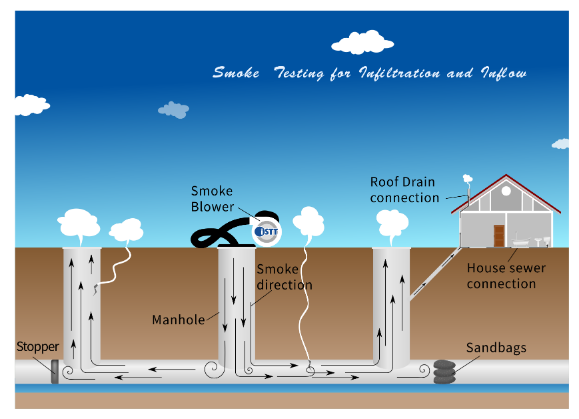 Smoke Testing for Infiltration and Inflow
Roof Drain
connection
Smoke
Blower
JSTT
Smoke
direction
House sewer
connection
Manhole
Stopper
Sandbags